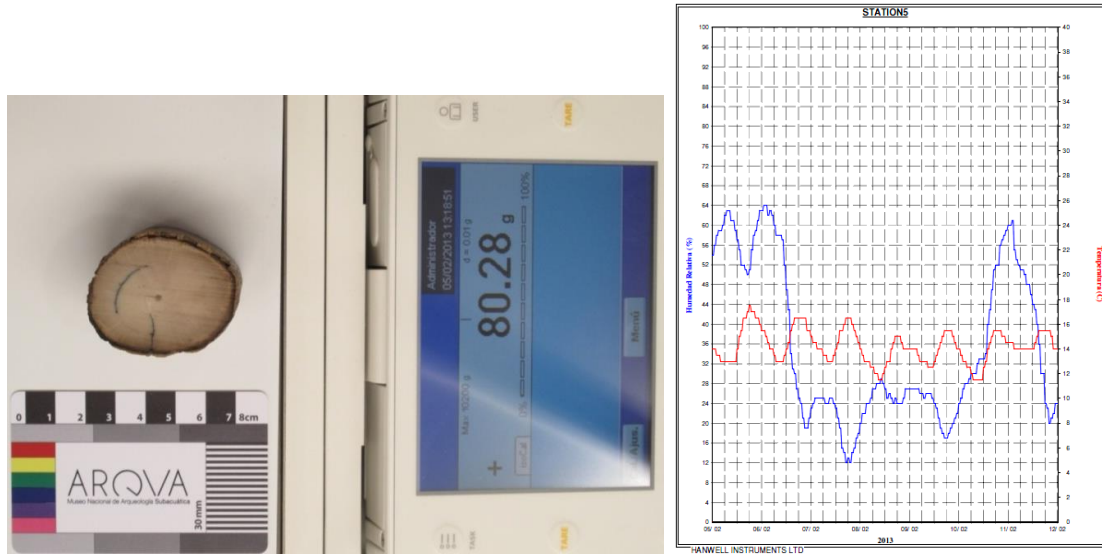 0 1 2 3 4 5 6 7 8cm
ARQVA
Museo Nacional de Arqueología Subacuática
30 mm
USER
TARE
Administrador
05/02/2013 13:18:51
Max 10200 g d = 0.01 g
+ 80.28 g
0% 100%
isoCal
Ajus. Menú
TASK
TARE
STATION5
Humedad Relativa (%)
100
96
92
88
84
80
76
72
68
64
60
56
52
48
44
40
36
32
28
24
20
16
12
8
4
0
40
38
36
34
32
30
28
26
24
22
20
18
16
14
12
10
8
6
4
2
0
Temperatura (C)
05/ 02 06/ 02 07/ 02 08/ 02 09/ 02 10/ 02 11/ 02 12/ 02
2013
HANWELL INSTRUMENTS LTD